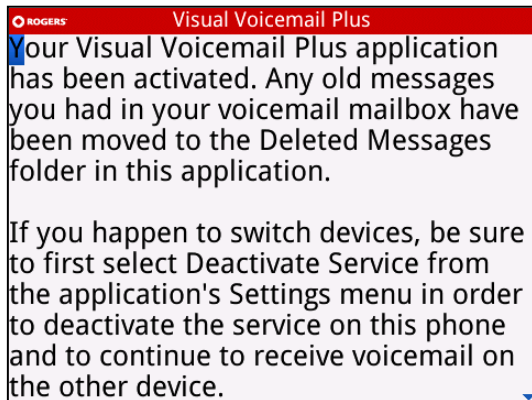 ROGERS Visual Voicemail Plus
Your Visual Voicemail Plus application
has been activated. Any old messages
you had in your voicemail mailbox have
been moved to the Deleted Messages
folder in this application.
If you happen to switch devices, be sure
to first select Deactivate Service from
the application's Settings menu in order
to deactivate the service on this phone
and to continue to receive voicemail on
the other device.